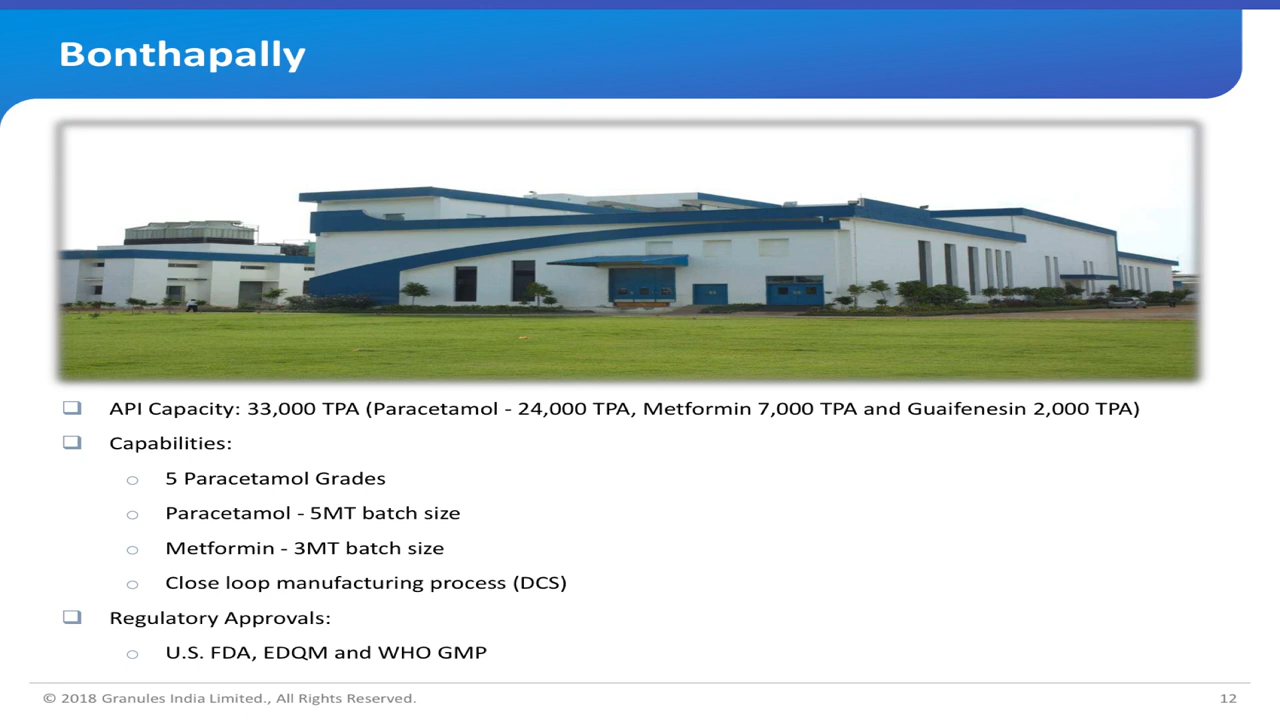 Bonthapally
API Capacity: 33,000 TPA (Paracetamol - 24,000 TPA, Metformin 7,000 TPA and Guaifenesin 2,000 TPA)
Capabilities:
5 Paracetamol Grades
Paracetamol - 5MT batch size
Metformin - 3MT batch size
Close loop manufacturing process (DCS)
Regulatory Approvals:
U.S. FDA, EDQM and WHO GMP
© 2018 Granules India Limited., All Rights Reserved.
12